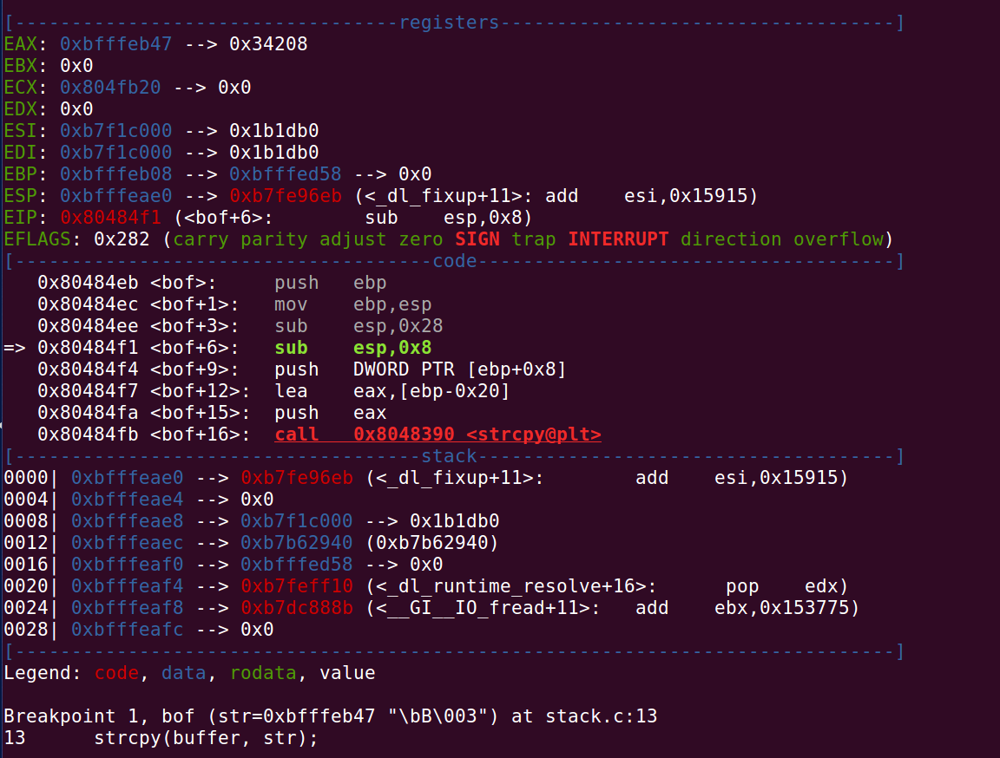 [----------------------------------registers-----------------------------------]
EAX: 0xbfffeb47 --> 0x34208
EBX: 0x0
ECX: 0x804fb20 --> 0x0
EDX: 0x0
ESI: 0xb7f1c000 --> 0x1b1db0
EDI: 0xb7f1c000 --> 0x1b1db0
EBP: 0xbfffeb08 --> 0xbfffed58 --> 0x0
ESP: 0xbfffeae0 --> 0xb7fe96eb (<_dl_fixup+11>: add    esi,0x15915)
EIP: 0x80484f1 (<bof+6>:        sub    esp,0x8)
EFLAGS: 0x282 (carry parity adjust zero SIGN trap INTERRUPT direction overflow)
[-------------------------------------code-------------------------------------]
   0x80484eb <bof>:     push   ebp
   0x80484ec <bof+1>:   mov    ebp,esp
   0x80484ee <bof+3>:   sub    esp,0x28
=> 0x80484f1 <bof+6>:   sub    esp,0x8
   0x80484f4 <bof+9>:   push   DWORD PTR [ebp+0x8]
   0x80484f7 <bof+12>:  lea    eax,[ebp-0x20]
   0x80484fa <bof+15>:  push   eax
   0x80484fb <bof+16>:  call   0x8048390 <strcpy@plt>
[------------------------------------stack-------------------------------------]
0000| 0xbfffeae0 --> 0xb7fe96eb (<_dl_fixup+11>:        add    esi,0x15915)
0004| 0xbfffeae4 --> 0x0
0008| 0xbfffeae8 --> 0xb7f1c000 --> 0x1b1db0
0012| 0xbfffeaec --> 0xb7b62940 (0xb7b62940)
0016| 0xbfffeaf0 --> 0xbfffed58 --> 0x0
0020| 0xbfffeaf4 --> 0xb7feff10 (<_dl_runtime_resolve+16>:      pop    edx)
0024| 0xbfffeaf8 --> 0xb7dc888b (<__GI__IO_fread+11>:   add    ebx,0x153775)
0028| 0xbfffeafc --> 0x0
[------------------------------------------------------------------------------]
Legend: code, data, rodata, value

Breakpoint 1, bof (str=0xbfffeb47 "\bB\003") at stack.c:13
13      strcpy(buffer, str);